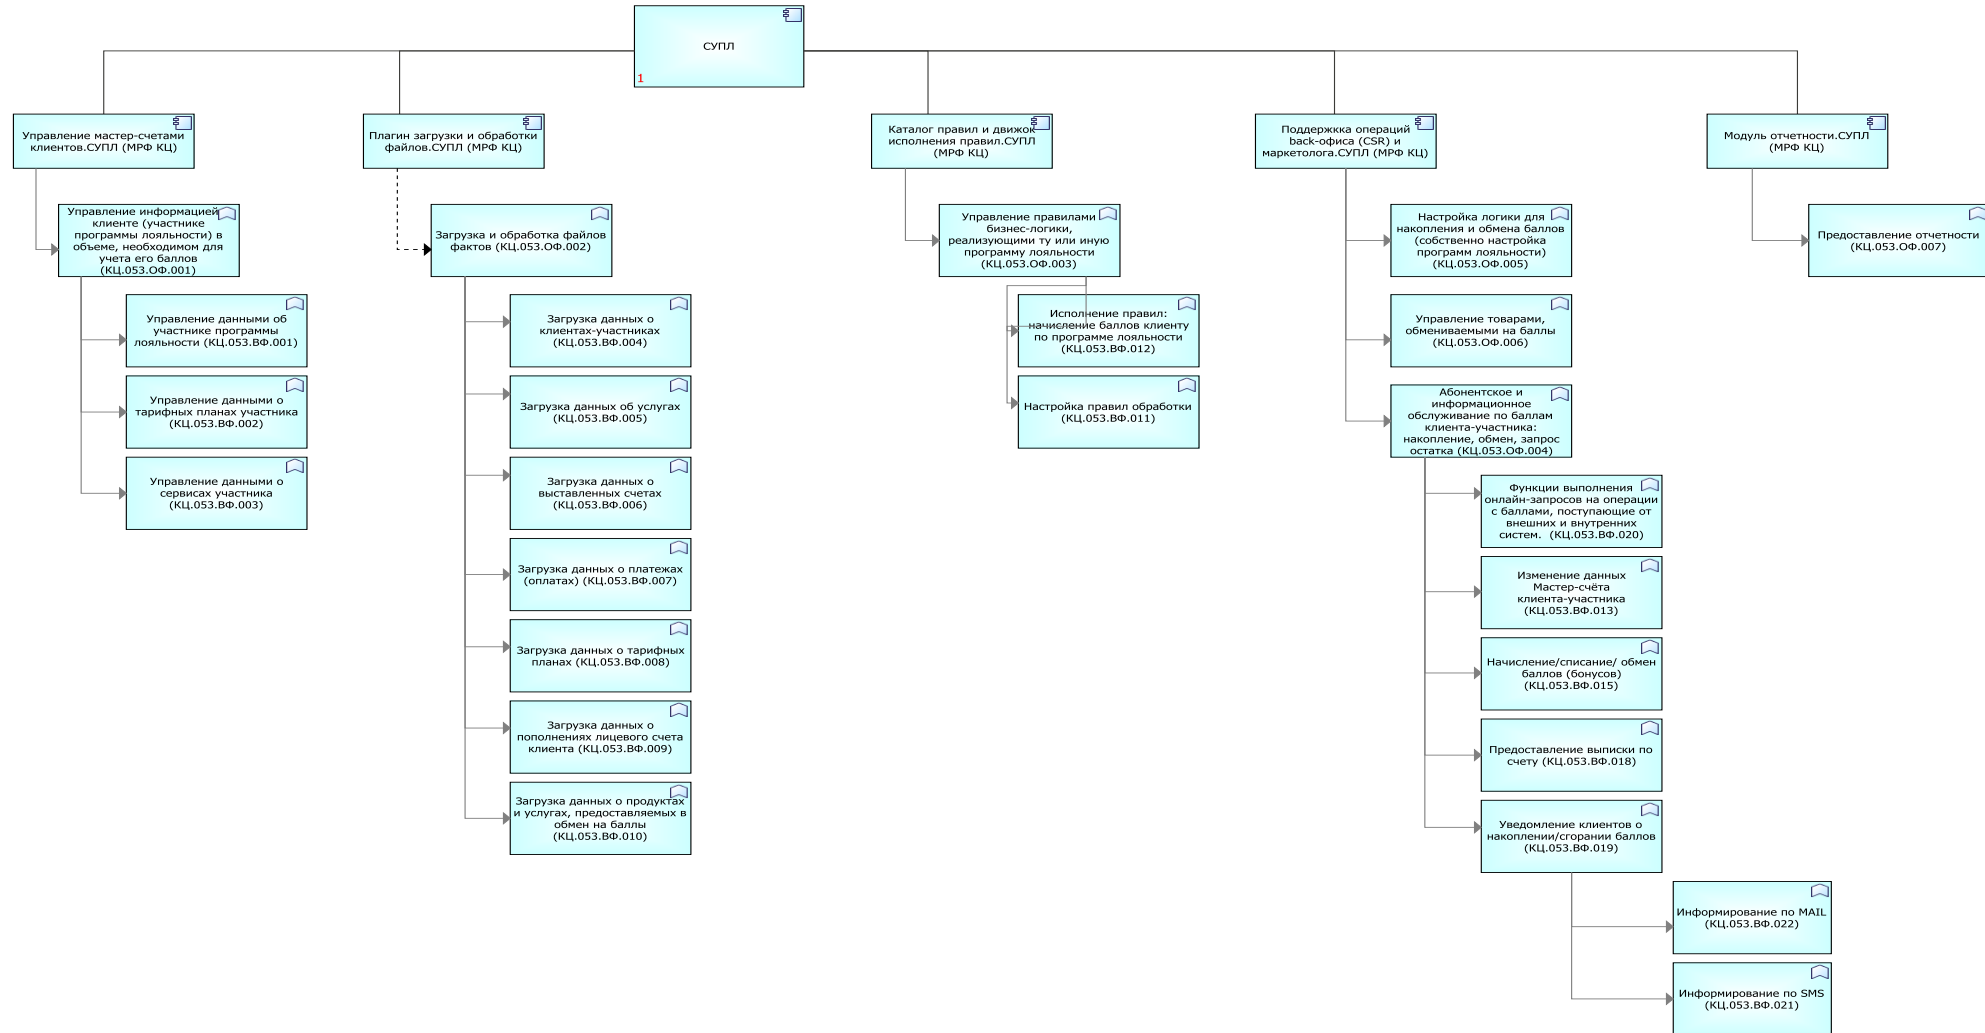 СУПЛ
1
Управление мастер-счетами
клиентов.СУПЛ (МРФ КЦ)
Плагин загрузки и обработки
файлов.СУПЛ (МРФ КЦ)
Каталог правил и движок
исполнения правил.СУПЛ
(МРФ КЦ)
Поддержкка операций
back-офиса (CSR) и
маркетолога.СУПЛ (МРФ КЦ)
Модуль отчетности.СУПЛ
(МРФ КЦ)
Управление информацией
клиенте (участнике
программы лояльности) в
объеме, необходимом для
учета его баллов
(КЦ.053.ОФ.001)
Управление данными об
участнике программы
лояльности (КЦ.053.ВФ.001)
Управление данными о
тарифных планах участника
(КЦ.053.ВФ.002)
Управление данными о
сервисах участника
(КЦ.053.ВФ.003)
Загрузка и обработка файлов
фактов (КЦ.053.ОФ.002)
Загрузка данных о
клиентах-участниках
(КЦ.053.ВФ.004)
Загрузка данных об услугах
(КЦ.053.ВФ.005)
Загрузка данных о
выставленных счетах
(КЦ.053.ВФ.006)
Загрузка данных о платежах
(оплатах) (КЦ.053.ВФ.007)
Загрузка данных о тарифных
планах (КЦ.053.ВФ.008)
Загрузка данных о
пополнениях лицевого счета
клиента (КЦ.053.ВФ.009)
Загрузка данных о продуктах
и услугах, предоставляемых в
обмен на баллы
(КЦ.053.ВФ.010)
Управление правилами
бизнес-логики,
реализующими ту или иную
программу лояльности
(КЦ.053.ОФ.003)
Исполнение правил:
начисление баллов клиенту
по программе лояльности
(КЦ.053.ВФ.012)
Настройка правил обработки
(КЦ.053.ВФ.011)
Настройка логики для
накопления и обмена баллов
(собственно настройка
программ лояльности)
(КЦ.053.ОФ.005)
Управление товарами,
обмениваемыми на баллы
(КЦ.053.ОФ.006)
Абонентское и
информационное
обслуживание по баллам
клиента-участника:
накопление, обмен, запрос
остатка (КЦ.053.ОФ.004)
Функции выполнения
онлайн-запросов на операции
с баллами, поступающие от
внешних и внутренних
систем. (КЦ.053.ВФ.020)
Изменение данных
Мастер-счёта
клиента-участника
(КЦ.053.ВФ.013)
Начисление/списание/ обмен
баллов (бонусов)
(КЦ.053.ВФ.015)
Предоставление выписки по
счету (КЦ.053.ВФ.018)
Уведомление клиентов о
накоплении/сгорании баллов
(КЦ.053.ВФ.019)
Информирование по MAIL
(КЦ.053.ВФ.022)
Информирование по SMS
(КЦ.053.ВФ.021)
Предоставление отчетности
(КЦ.053.ОФ.007)